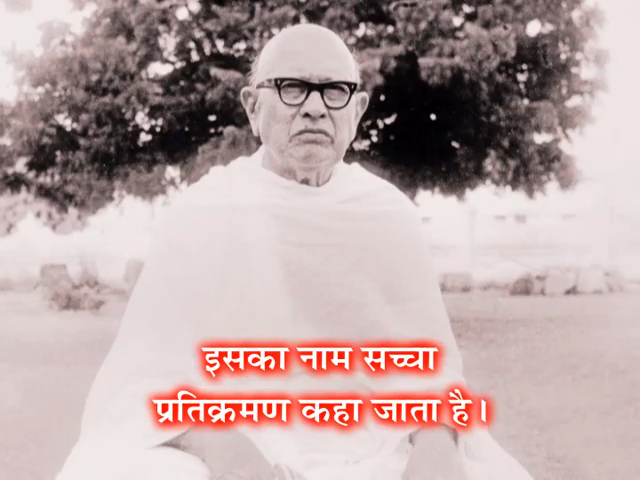 इसका नाम सच्चा
प्रतिक्रमण कहा जाता है।